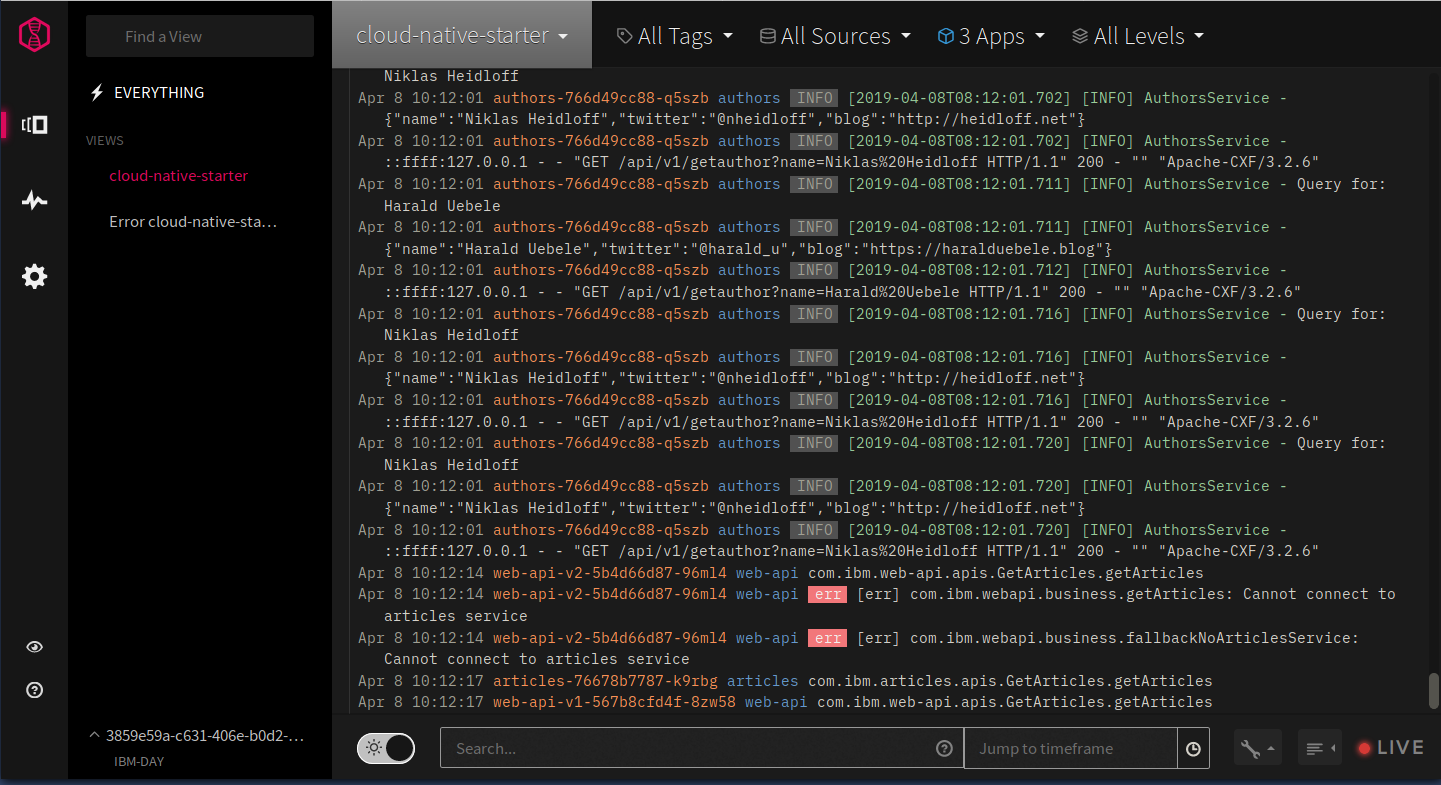 Find a View
cloud-native-starter
All Tags
All Sources
3 Apps
All Levels
EVERYTHING
VIEWS
cloud-native-starter
Error cloud-native-sta…
3859e59a-c631-406e-b0d2-…
IBM-DAY
Niklas Heidloff
Apr 8 10:12:01 authors-766d49cc88-q5szb authors INFO [2019-04-08T08:12:01.702] [INFO] AuthorsService -
{"name":"Niklas Heidloff","twitter":"@nheidloff","blog":"http://heidloff.net"}
Apr 8 10:12:01 authors-766d49cc88-q5szb authors INFO [2019-04-08T08:12:01.702] [INFO] AuthorsService -
::ffff:127.0.0.1 - - "GET /api/v1/getauthor?name=Niklas%20Heidloff HTTP/1.1" 200 - "" "Apache-CXF/3.2.6"
Apr 8 10:12:01 authors-766d49cc88-q5szb authors INFO [2019-04-08T08:12:01.711] [INFO] AuthorsService - Query for:
Harald Uebele
Apr 8 10:12:01 authors-766d49cc88-q5szb authors INFO [2019-04-08T08:12:01.711] [INFO] AuthorsService -
{"name":"Harald Uebele","twitter":"@harald_u","blog":"https://haralduebele.blog"}
Apr 8 10:12:01 authors-766d49cc88-q5szb authors INFO [2019-04-08T08:12:01.712] [INFO] AuthorsService -
::ffff:127.0.0.1 - - "GET /api/v1/getauthor?name=Harald%20Uebele HTTP/1.1" 200 - "" "Apache-CXF/3.2.6"
Apr 8 10:12:01 authors-766d49cc88-q5szb authors INFO [2019-04-08T08:12:01.716] [INFO] AuthorsService - Query for:
Niklas Heidloff
Apr 8 10:12:01 authors-766d49cc88-q5szb authors INFO [2019-04-08T08:12:01.716] [INFO] AuthorsService -
{"name":"Niklas Heidloff","twitter":"@nheidloff","blog":"http://heidloff.net"}
Apr 8 10:12:01 authors-766d49cc88-q5szb authors INFO [2019-04-08T08:12:01.716] [INFO] AuthorsService -
::ffff:127.0.0.1 - - "GET /api/v1/getauthor?name=Niklas%20Heidloff HTTP/1.1" 200 - "" "Apache-CXF/3.2.6"
Apr 8 10:12:01 authors-766d49cc88-q5szb authors INFO [2019-04-08T08:12:01.720] [INFO] AuthorsService - Query for:
Niklas Heidloff
Apr 8 10:12:01 authors-766d49cc88-q5szb authors INFO [2019-04-08T08:12:01.720] [INFO] AuthorsService -
{"name":"Niklas Heidloff","twitter":"@nheidloff","blog":"http://heidloff.net"}
Apr 8 10:12:01 authors-766d49cc88-q5szb authors INFO [2019-04-08T08:12:01.720] [INFO] AuthorsService -
::ffff:127.0.0.1 - - "GET /api/v1/getauthor?name=Niklas%20Heidloff HTTP/1.1" 200 - "" "Apache-CXF/3.2.6"
Apr 8 10:12:14 web-api-v2-5b4d66d87-96ml4 web-api com.ibm.web-api.apis.GetArticles.getArticles
Apr 8 10:12:14 web-api-v2-5b4d66d87-96ml4 web-api err [err] com.ibm.webapi.business.getArticles: Cannot connect to
articles service
Apr 8 10:12:14 web-api-v2-5b4d66d87-96ml4 web-api err [err] com.ibm.webapi.business.fallbackNoArticlesService:
Cannot connect to articles service
Apr 8 10:12:17 articles-76678b7787-k9rbg articles com.ibm.articles.apis.GetArticles.getArticles
Apr 8 10:12:17 web-api-v1-567b8cfd4f-8zw58 web-api com.ibm.web-api.apis.GetArticles.getArticles
Search...
Jump to timeframe
LIVE